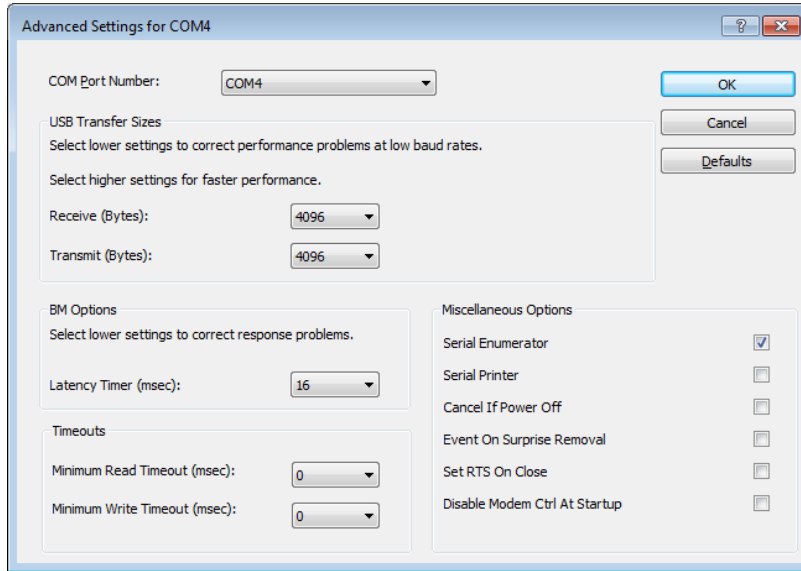 Advanced Settings for COM4
COM Port Number: COM4
OK
Cancel
Defaults
USB Transfer Sizes
Select lower settings to correct performance problems at low baud rates.
Select higher settings for faster performance.
Receive (Bytes): 4096
Transmit (Bytes): 4096
BM Options
Select lower settings to correct response problems.
Latency Timer (msec): 16
Timeouts
Minimum Read Timeout (msec): 0
Minimum Write Timeout (msec): 0
Miscellaneous Options
Serial Enumerator
Serial Printer
Cancel If Power Off
Event On Surprise Removal
Set RTS On Close
Disable Modem Ctrl At Startup